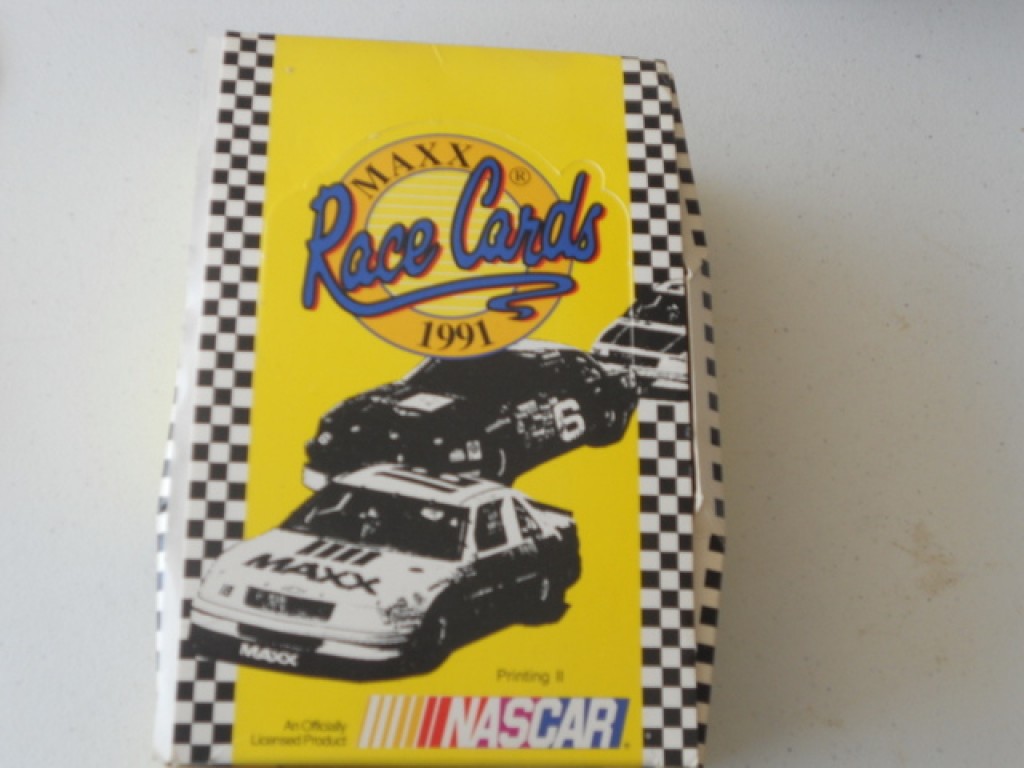 MAXX ®
Race Cards
1991
6
MAXX
MAXX
Printing II
An Officially
Licensed Product
NASCAR